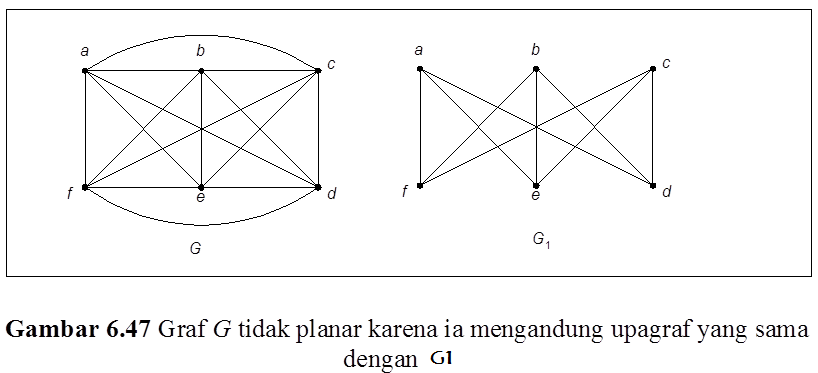 a b c
f e d
G
a b c
f e d
G1
Gambar 6.47 Graf G tidak planar karena ia mengandung upagraf yang sama
dengan G1